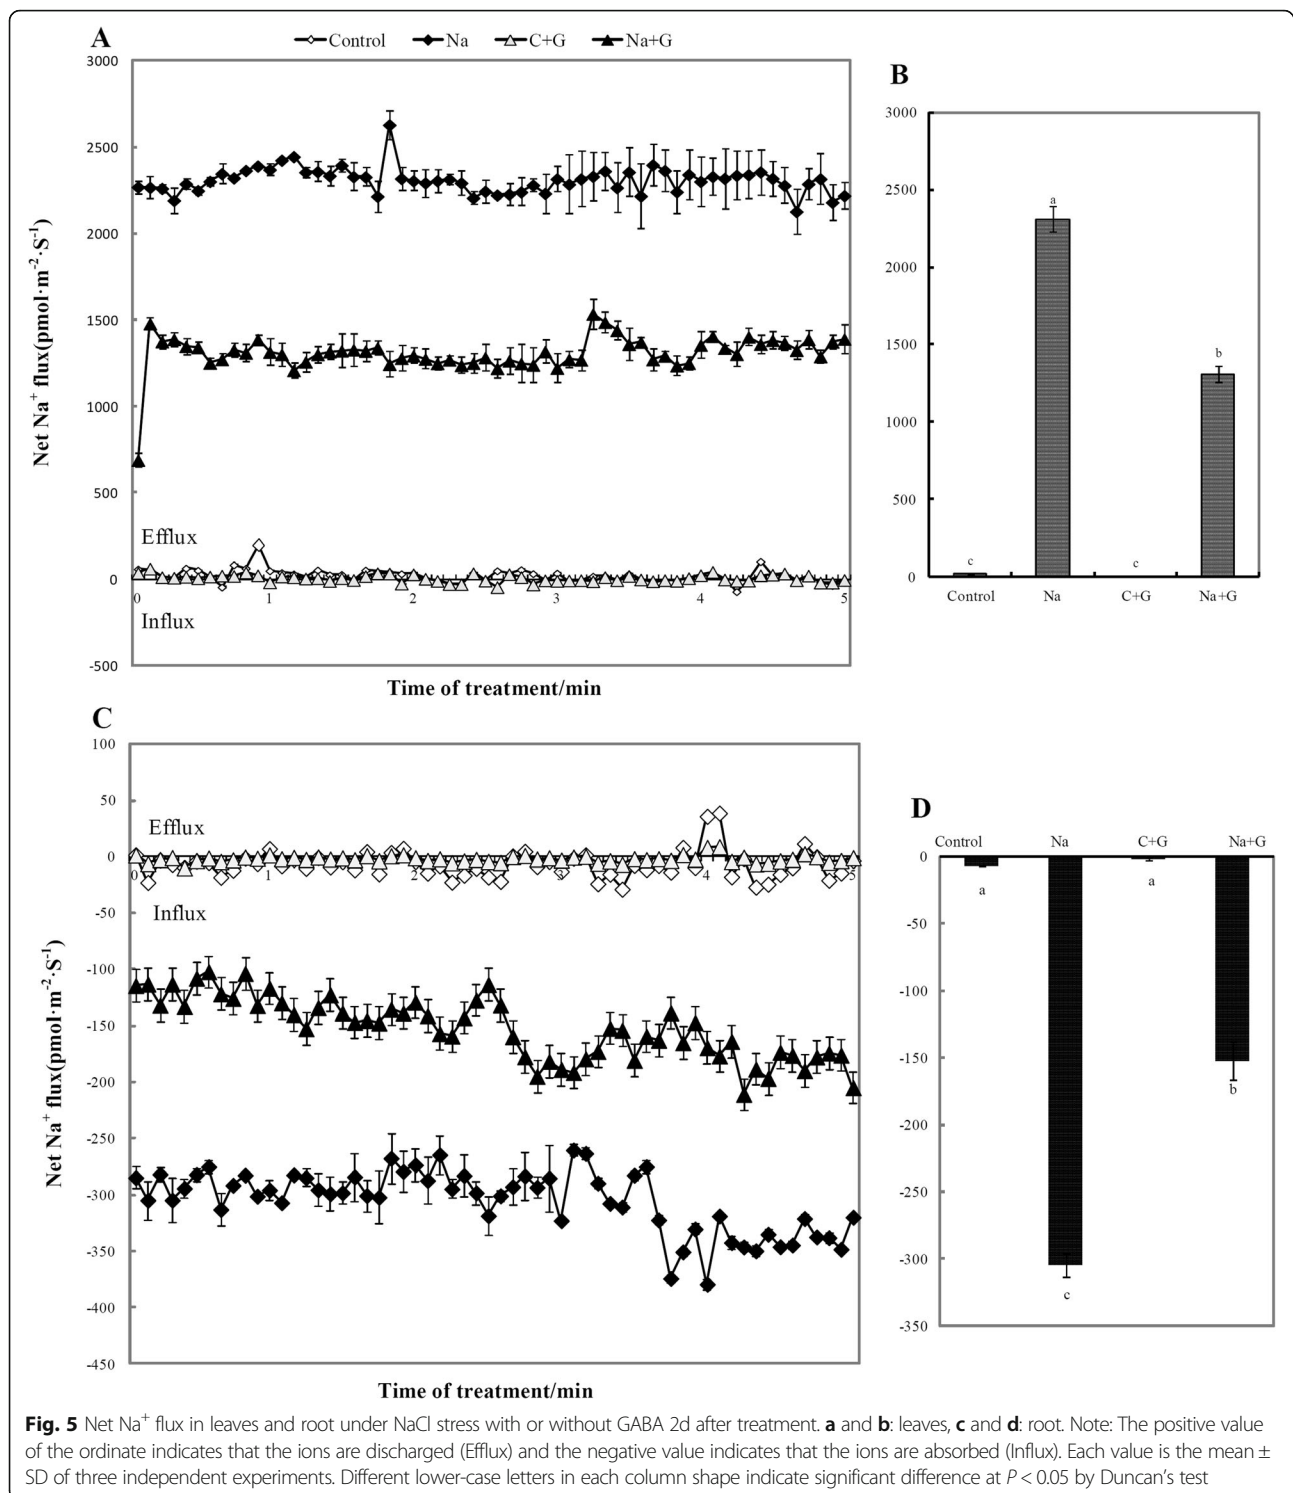 A
Control Na C+G Na+G
3000
2500
2000
1500
1000
500
0
-500
Net Na+ flux(pmol·m-2·S-1)
Efflux
Influx
0 1 2 3 4 5
Time of treatment/min
B
3000
2500
2000
1500
1000
500
0
c a c b
Control Na C+G Na+G
C
100
50
0
-50
-100
-150
-200
-250
-300
-350
-400
-450
Net Na+ flux(pmol·m-2·S-1)
Efflux
Influx
0 1 2 3 4 5
Time of treatment/min
D
Control Na C+G Na+G
0
-50
-100
-150
-200
-250
-300
-350
a c a b
Fig. 5 Net Na+ flux in leaves and root under NaCl stress with or without GABA 2d after treatment. a and b: leaves, c and d: root. Note: The positive value
of the ordinate indicates that the ions are discharged (Efflux) and the negative value indicates that the ions are absorbed (Influx). Each value is the mean ±
SD of three independent experiments. Different lower-case letters in each column shape indicate significant difference at P < 0.05 by Duncan's test